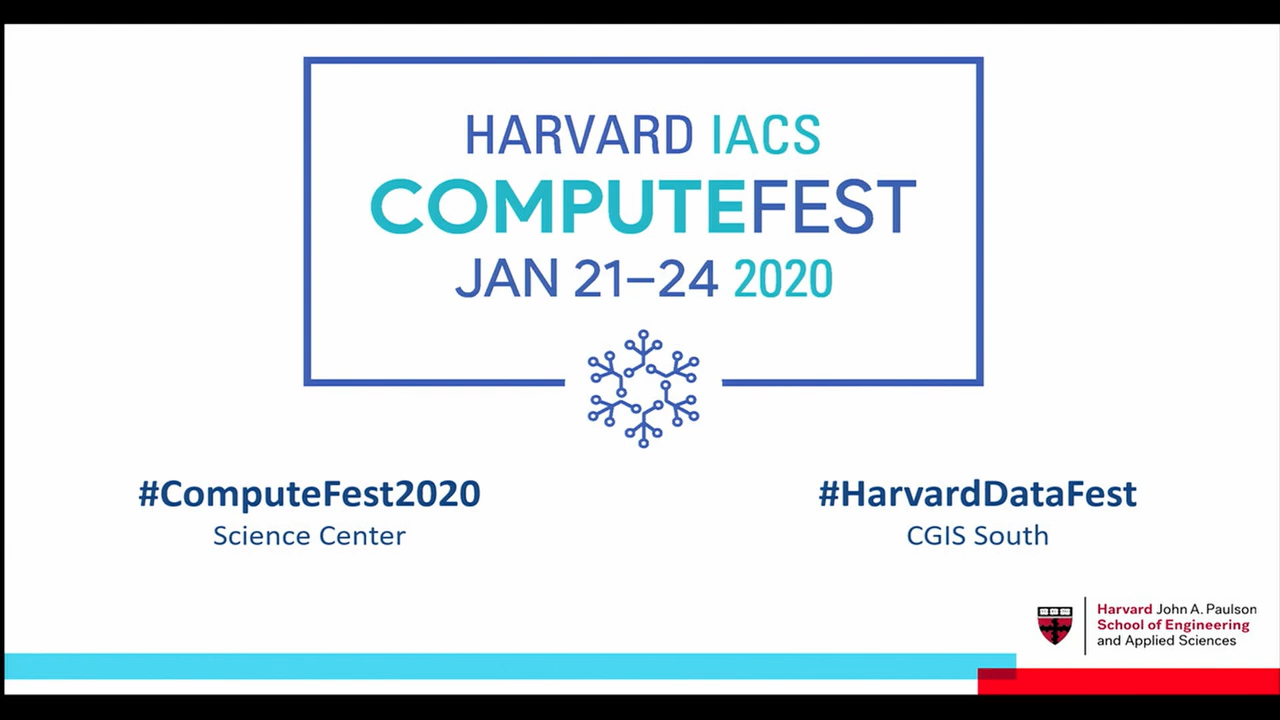 HARVARD IACS
COMPUTEFEST
JAN 21–24 2020
#ComputeFest2020
Science Center
#HarvardDataFest
CGIS South
Harvard John A. Paulson
School of Engineering
and Applied Sciences